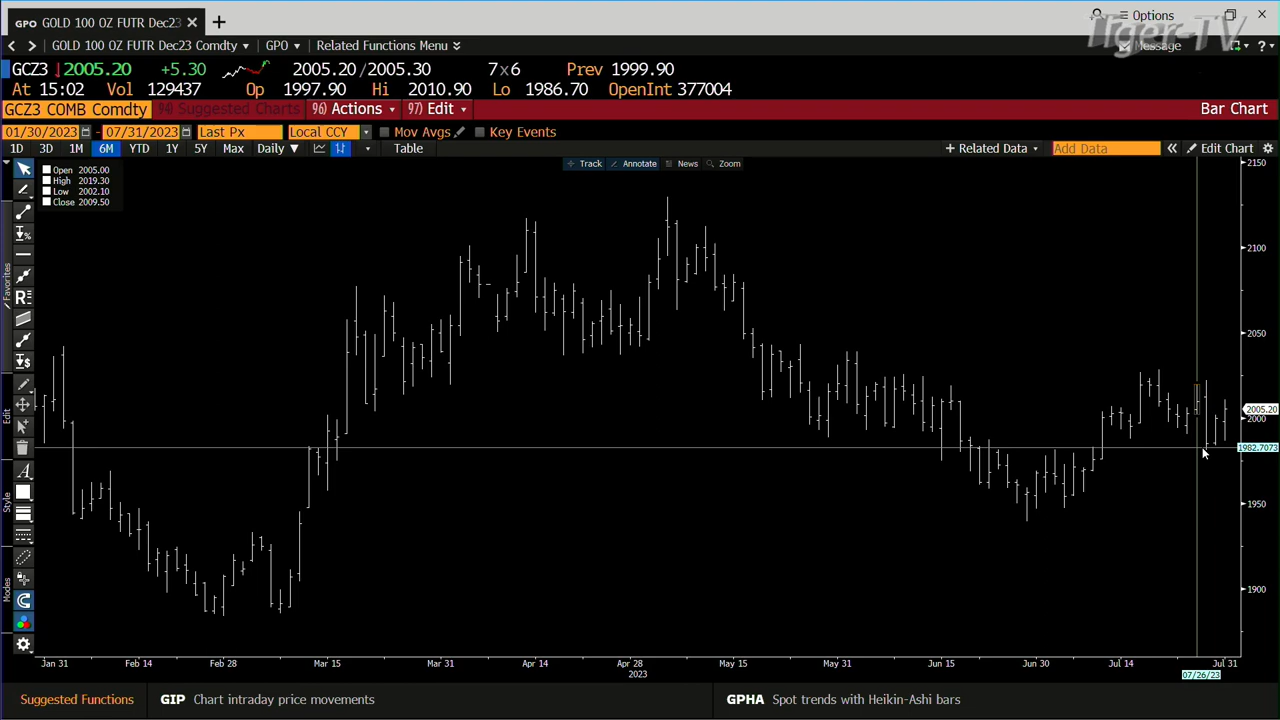 GPO GOLD 100 OZ FUTR Dec23
Options
Tiger-TV
GOLD 100 OZ FUTR Dec23 Comdty GPO Related Functions Menu Message
GCZ3 2005.20 +5.30 2005.20/2005.30 7x6 Prev 1999.90
At 15:02 Vol 129437 Op 1997.90 Hi 2010.90 Lo 1986.70 OpenInt 377004
GCZ3 COMB Comdty 94) Suggested Charts 96) Actions 97) Edit Bar Chart
01/30/2023 - 07/31/2023 Last Px Local CCY Mov Avgs Key Events
1D 3D 1M 6M YTD 1Y 5Y Max Daily Table + Related Data Add Data Edit Chart
Track Annotate News Zoom
Open 2005.00
High 2019.30
Low 2002.10
Close 2009.50
Favorites
Edit
Style
Modes
2150
2100
2050
2005.20
2000
1982.7073
1950
1900
Jan 31 Feb 14 Feb 28 Mar 15 Mar 31 Apr 14 Apr 28 May 15 May 31 Jun 15 Jun 30 Jul 14 Jul 31
2023
07/26/23
Suggested Functions GIP Chart intraday price movements GPHA Spot trends with Heikin-Ashi bars